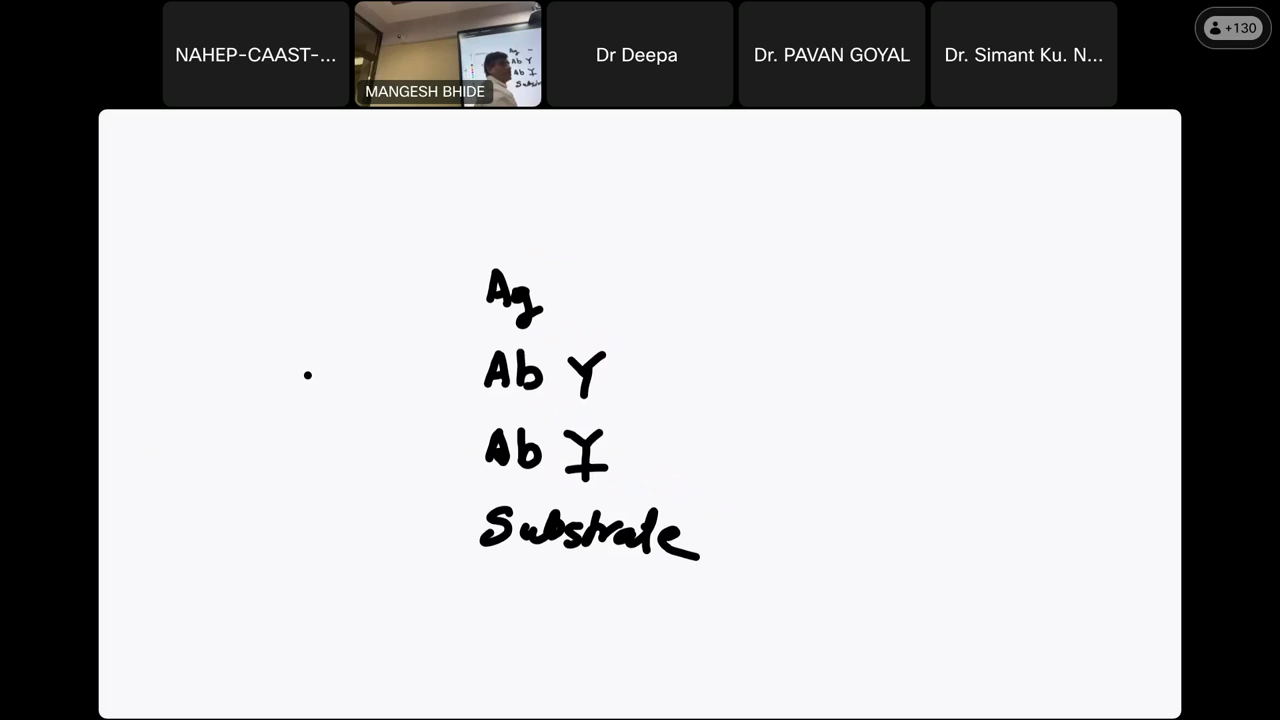 NAHEP-CAAST-...
MANGESH BHIDE
Dr Deepa
Dr. PAVAN GOYAL
Dr. Simant Ku. N...
+130
Ag
Ab Y
Ab Y
Substrate